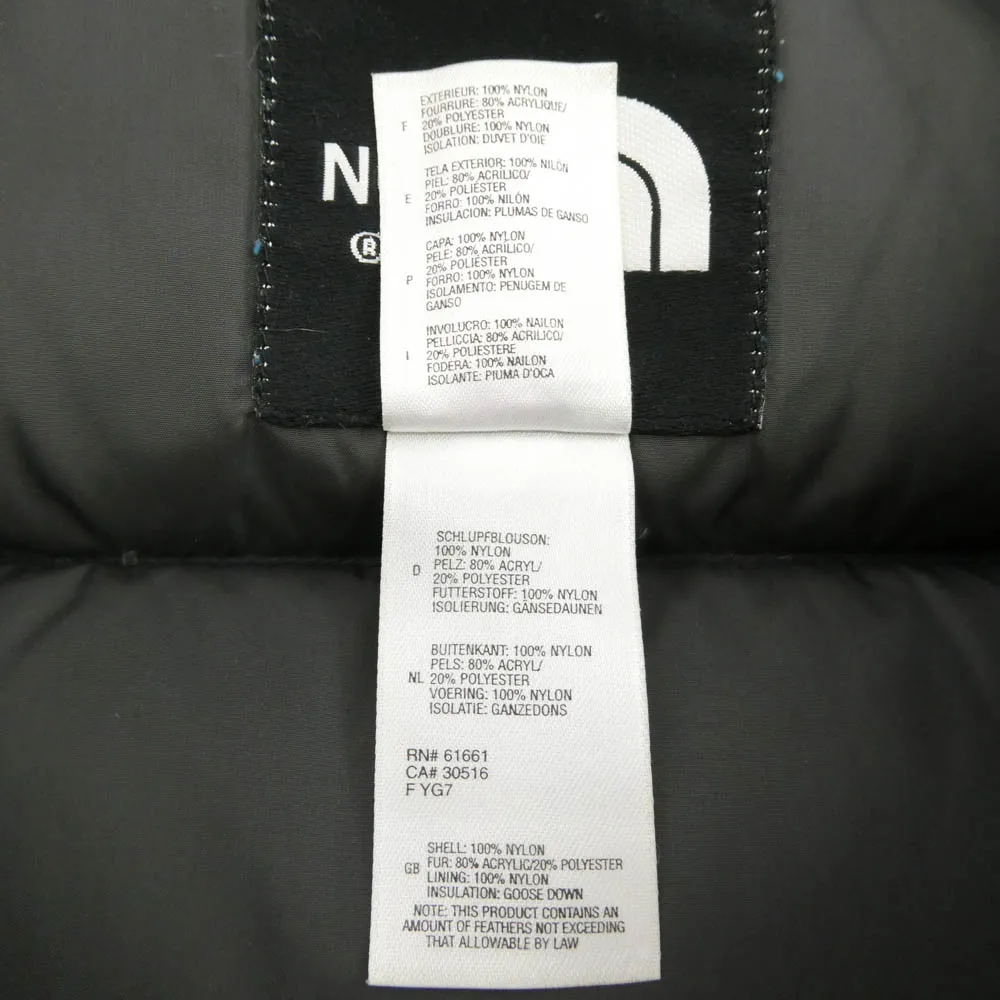 N
®
F
EXTERIEUR: 100% NYLON
FOURRURE: 80% ACRYLIQUE/
20% POLYESTER
DOUBLURE: 100% NYLON
ISOLATION: DUVET D'OIE
E
TELA EXTERIOR: 100% NILÓN
PIEL: 80% ACRÍLICO/
20% POLIÉSTER
FORRO: 100% NILÓN
INSULACION: PLUMAS DE GANSO
P
CAPA: 100% NYLON
PELE: 80% ACRILICO/
20% POLIÉSTER
FORRO: 100% NYLON
ISOLAMENTO: PENUGEM DE
GANSO
I
INVOLUCRO: 100% NAILON
PELLICCIA: 80% ACRILICO/
20% POLIESTERE
FODERA: 100% NAILON
ISOLANTE: PIUMA D'OCA
D
SCHLUPFBLOUSON:
100% NYLON
PELZ: 80% ACRYL/
20% POLYESTER
FUTTERSTOFF: 100% NYLON
ISOLIERUNG: GÄNSEDAUNEN
NL
BUITENKANT: 100% NYLON
PELS: 80% ACRYL/
20% POLYESTER
VOERING: 100% NYLON
ISOLATIE: GANZEDONS
RN# 61661
CA# 30516
F YG7
GB
SHELL: 100% NYLON
FUR: 80% ACRYLIC/20% POLYESTER
LINING: 100% NYLON
INSULATION: GOOSE DOWN
NOTE: THIS PRODUCT CONTAINS AN
AMOUNT OF FEATHERS NOT EXCEEDING
THAT ALLOWABLE BY LAW